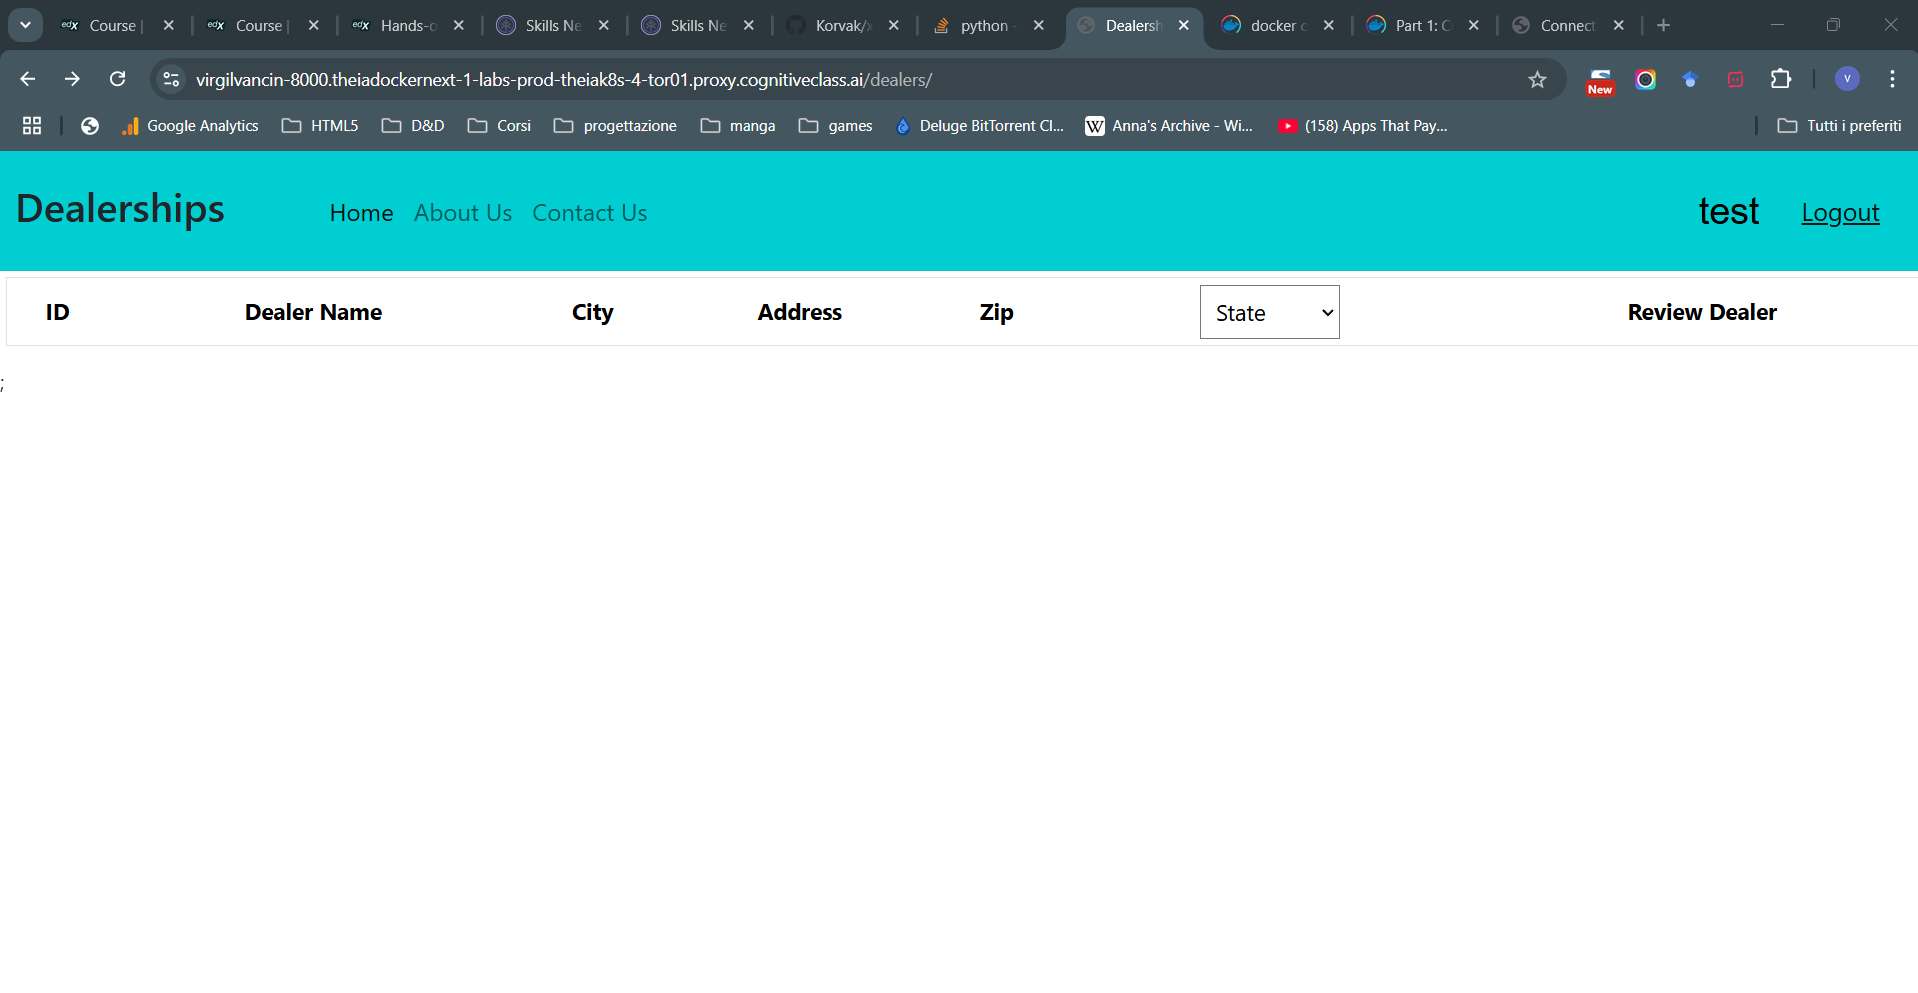 edX Course | edX Course | edX Hands-o Skills Ne Skills Ne Korvak/x python - Dealersh docker c Part 1: C Connect
virgilvancin-8000.theiadockernext-1-labs-prod-theiak8s-4-tor01.proxy.cognitiveclass.ai/dealers/ New V
Google Analytics HTML5 D&D Corsi progettazione manga games Deluge BitTorrent Cl... W Anna's Archive - Wi... (158) Apps That Pay... Tutti i preferiti
Dealerships Home About Us Contact Us test Logout
ID Dealer Name City Address Zip State Review Dealer
;